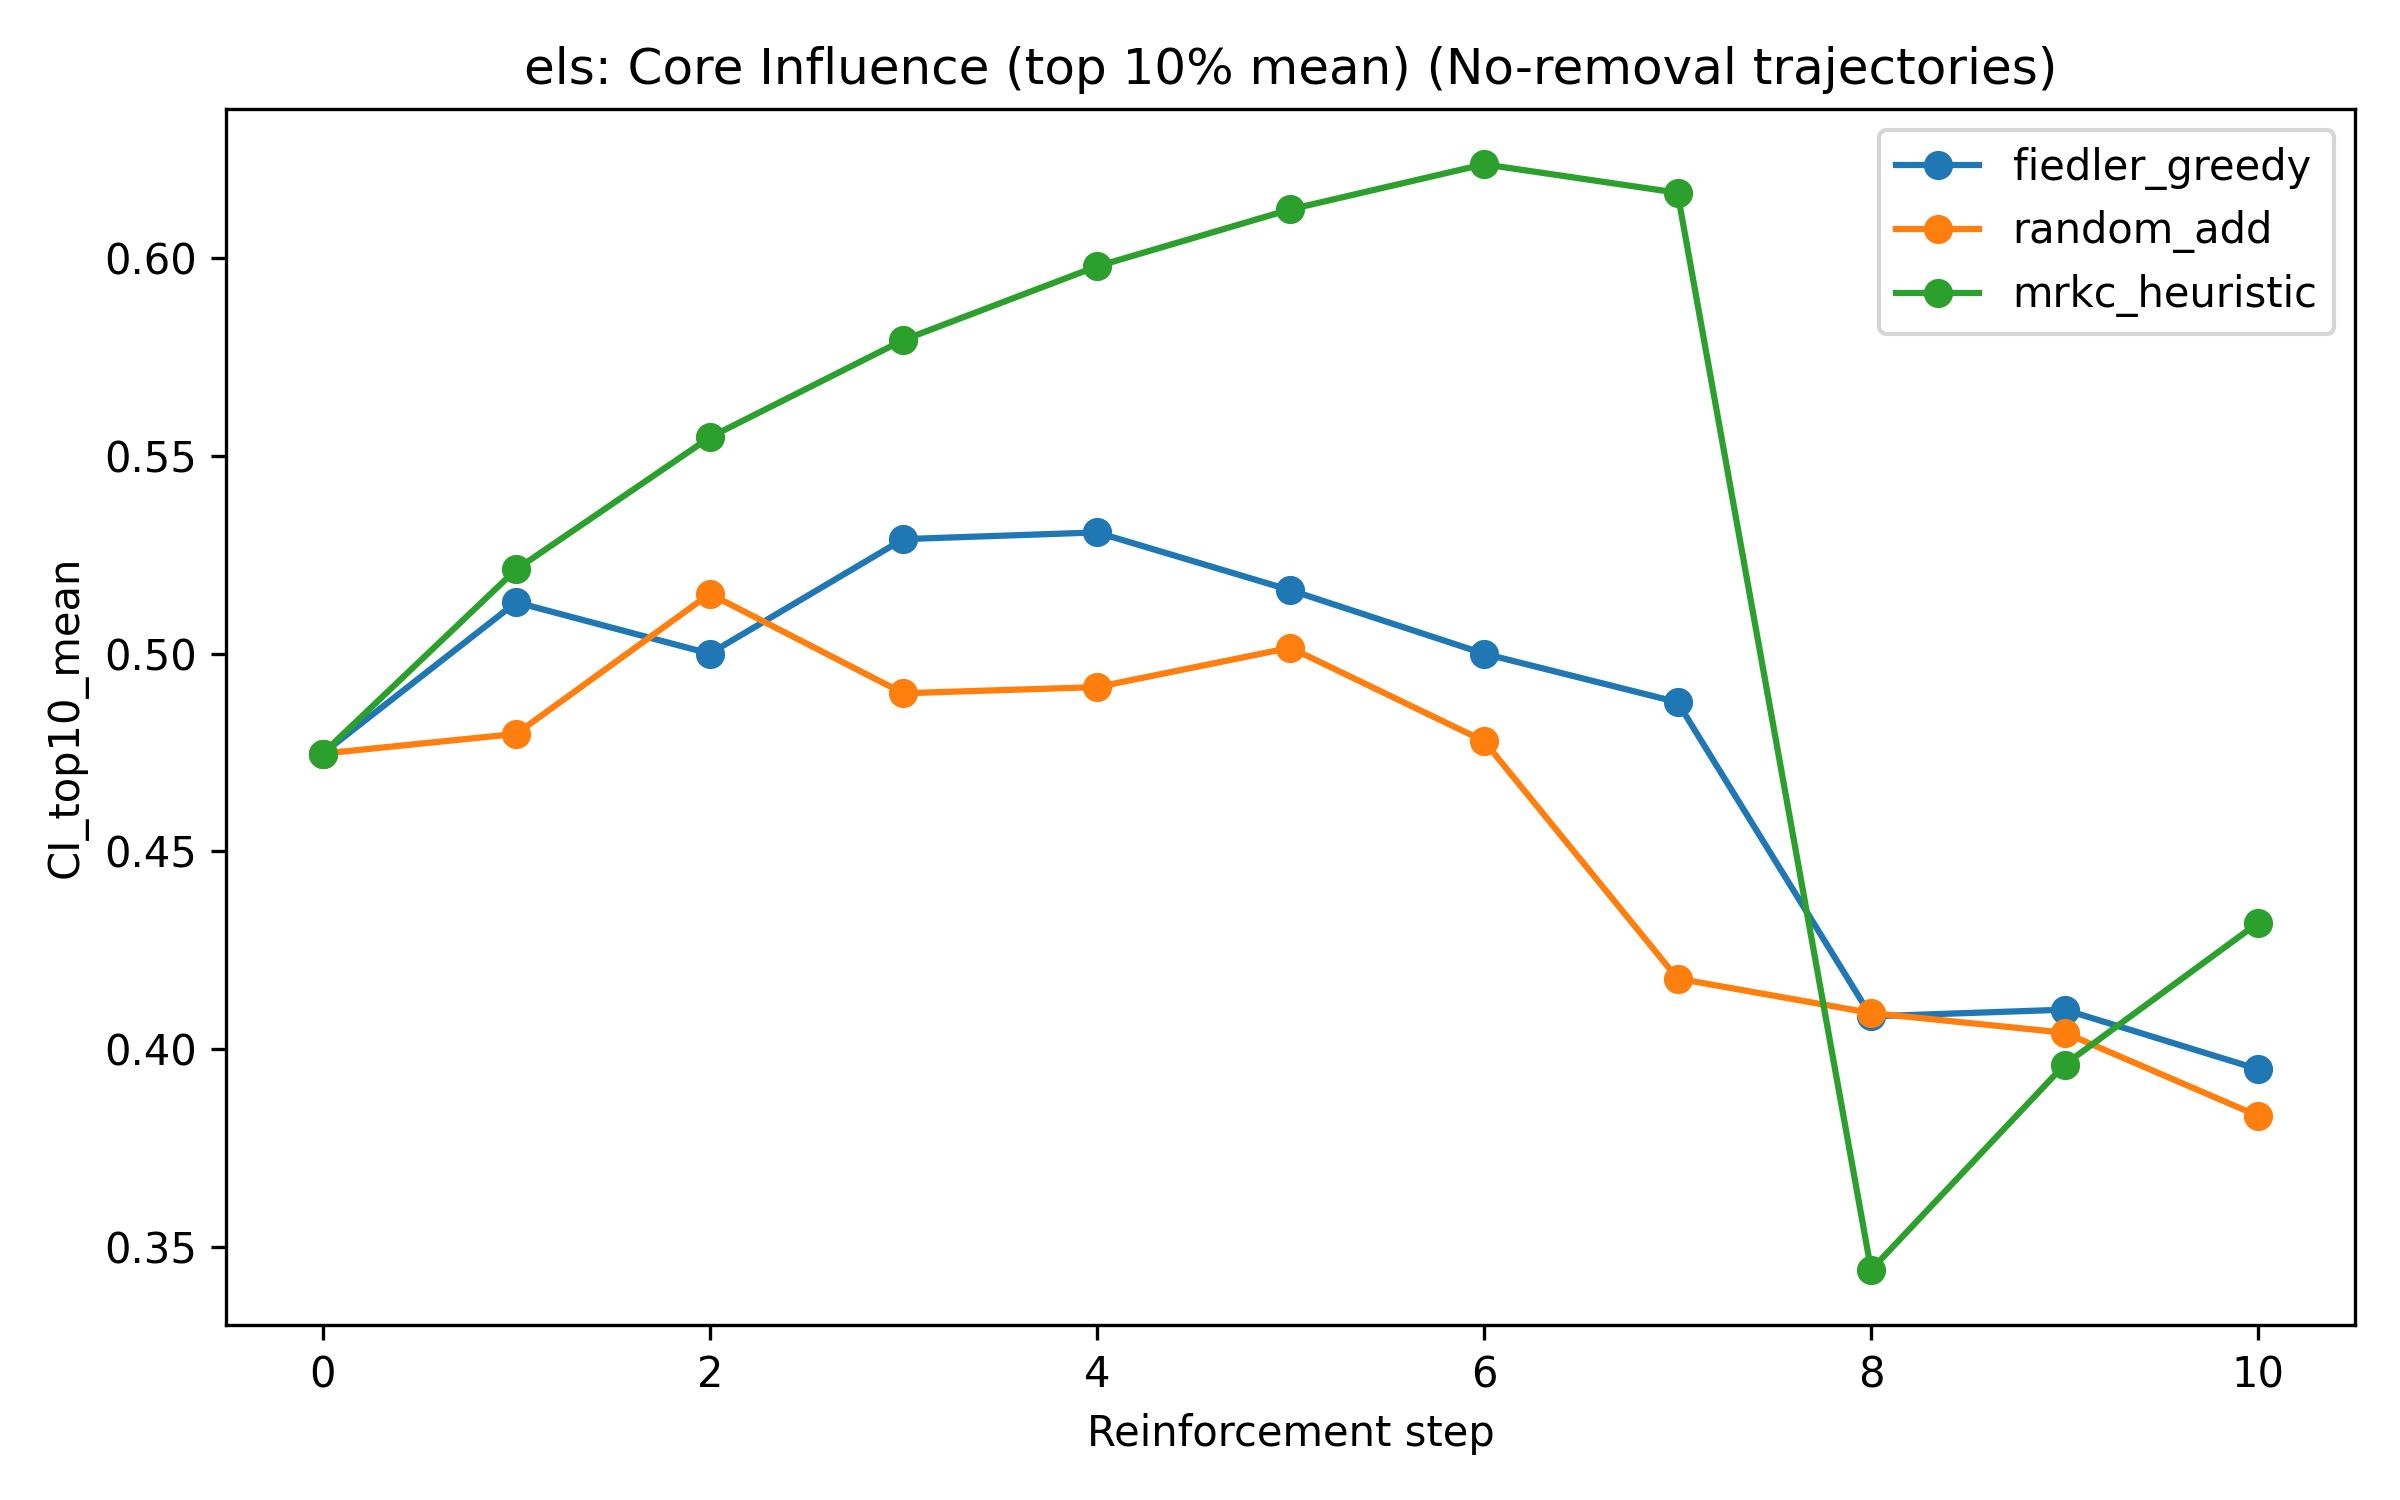 els: Core Influence (top 10% mean) (No-removal trajectories)
fiedler_greedy
random_add
mrkc_heuristic
CI_top10_mean
0.60
0.55
0.50
0.45
0.40
0.35
0 2 4 6 8 10
Reinforcement step